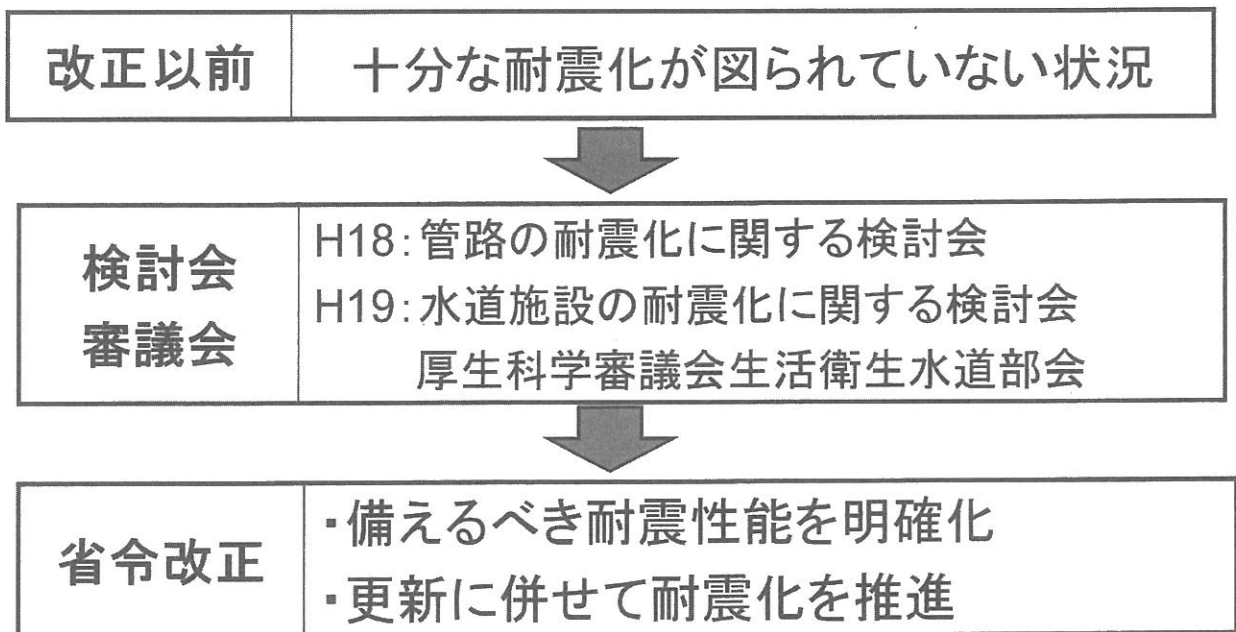 改正以前
十分な耐震化が図られていない状況
検討会
審議会
H18:管路の耐震化に関する検討会
H19:水道施設の耐震化に関する検討会
厚生科学審議会生活衛生水道部会
省令改正
・備えるべき耐震性能を明確化
・更新に併せて耐震化を推進